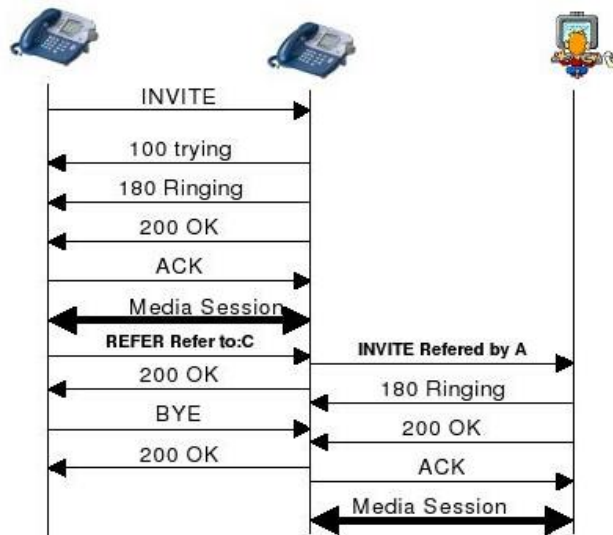 INVITE
100 trying
180 Ringing
200 OK
ACK
Media Session
REFER Refer to:C
INVITE Refered by A
200 OK
180 Ringing
BYE
200 OK
200 OK
ACK
Media Session